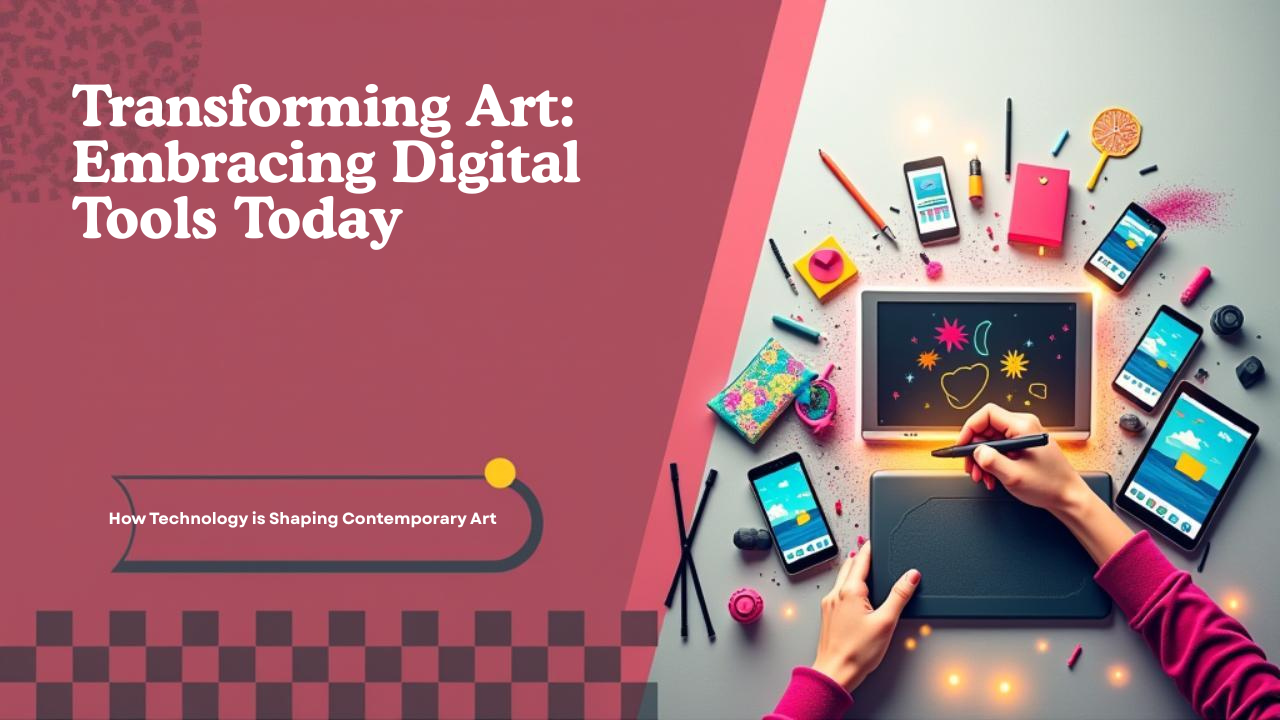 Transforming Art:
Embracing Digital
Tools Today
How Technology is Shaping Contemporary Art